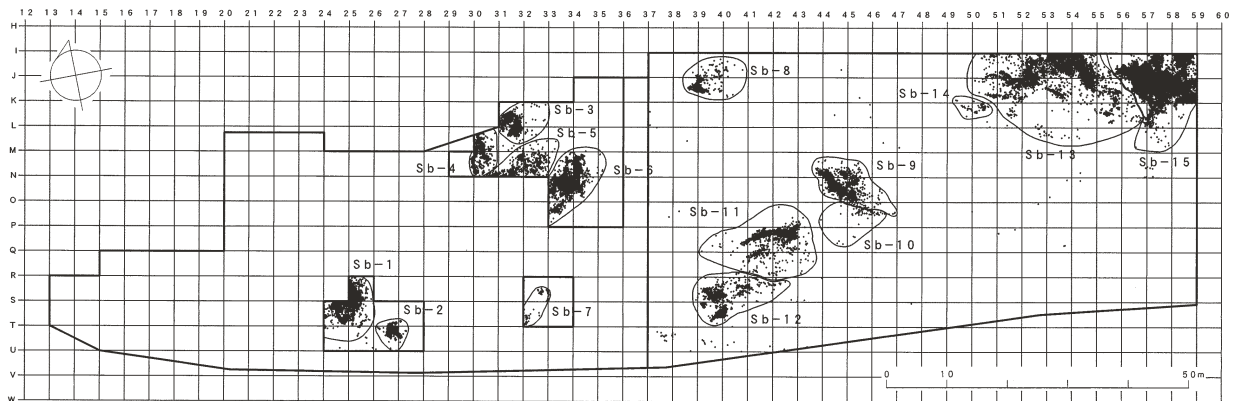 12 13 14 15 16 17 18 19 20 21 22 23 24 25 26 27 28 29 30 31 32 33 34 35 36 37 38 39 40 41 42 43 44 45 46 47 48 49 50 51 52 53 54 55 56 57 58 59 60
H
I
J
K
L
M
N
O
P
Q
R
S
T
U
V
W
Sb-8
Sb-14
Sb-3
Sb-5
Sb-4
Sb-6
Sb-13
Sb-15
Sb-9
Sb-11
Sb-10
Sb-1
Sb-2
Sb-7
Sb-12
0 10 50m